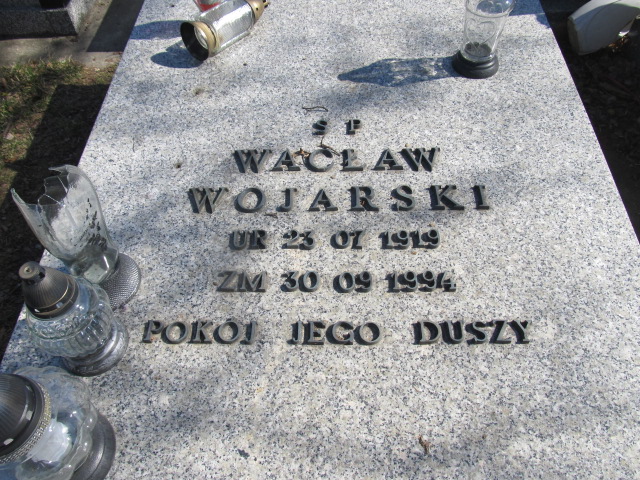 Ś P
WACŁAW
WOJARSKI
UR 23 07 1919
ZM 30 09 1994
POKÓJ JEGO DUSZY